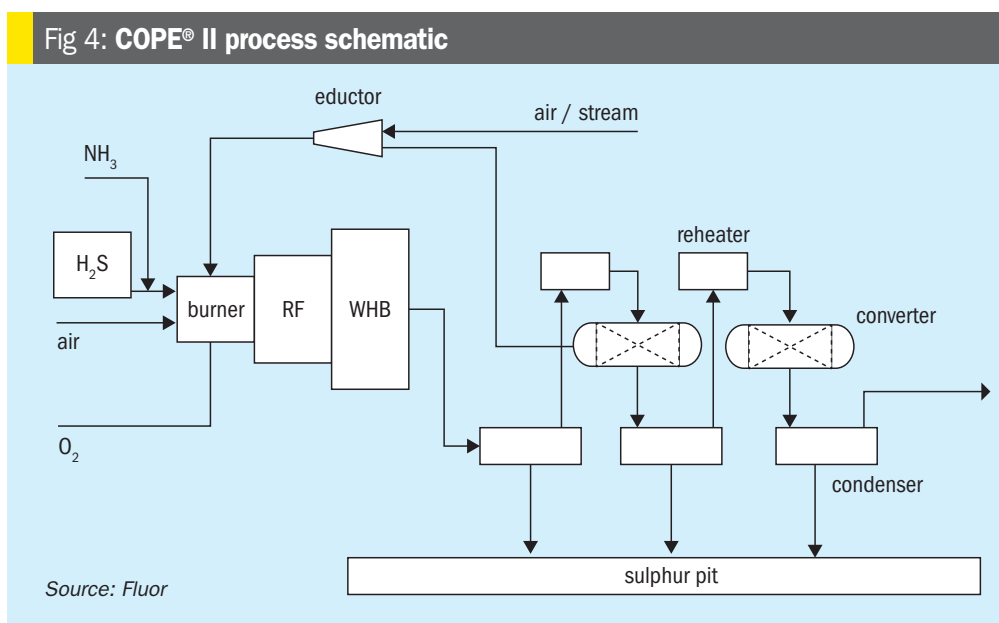 Fig 4: COPE® II process schematic
eductor
air / stream
NH₃
H₂S
burner
RF
WHB
air
O₂
reheater
converter
condenser
sulphur pit
Source: Fluor